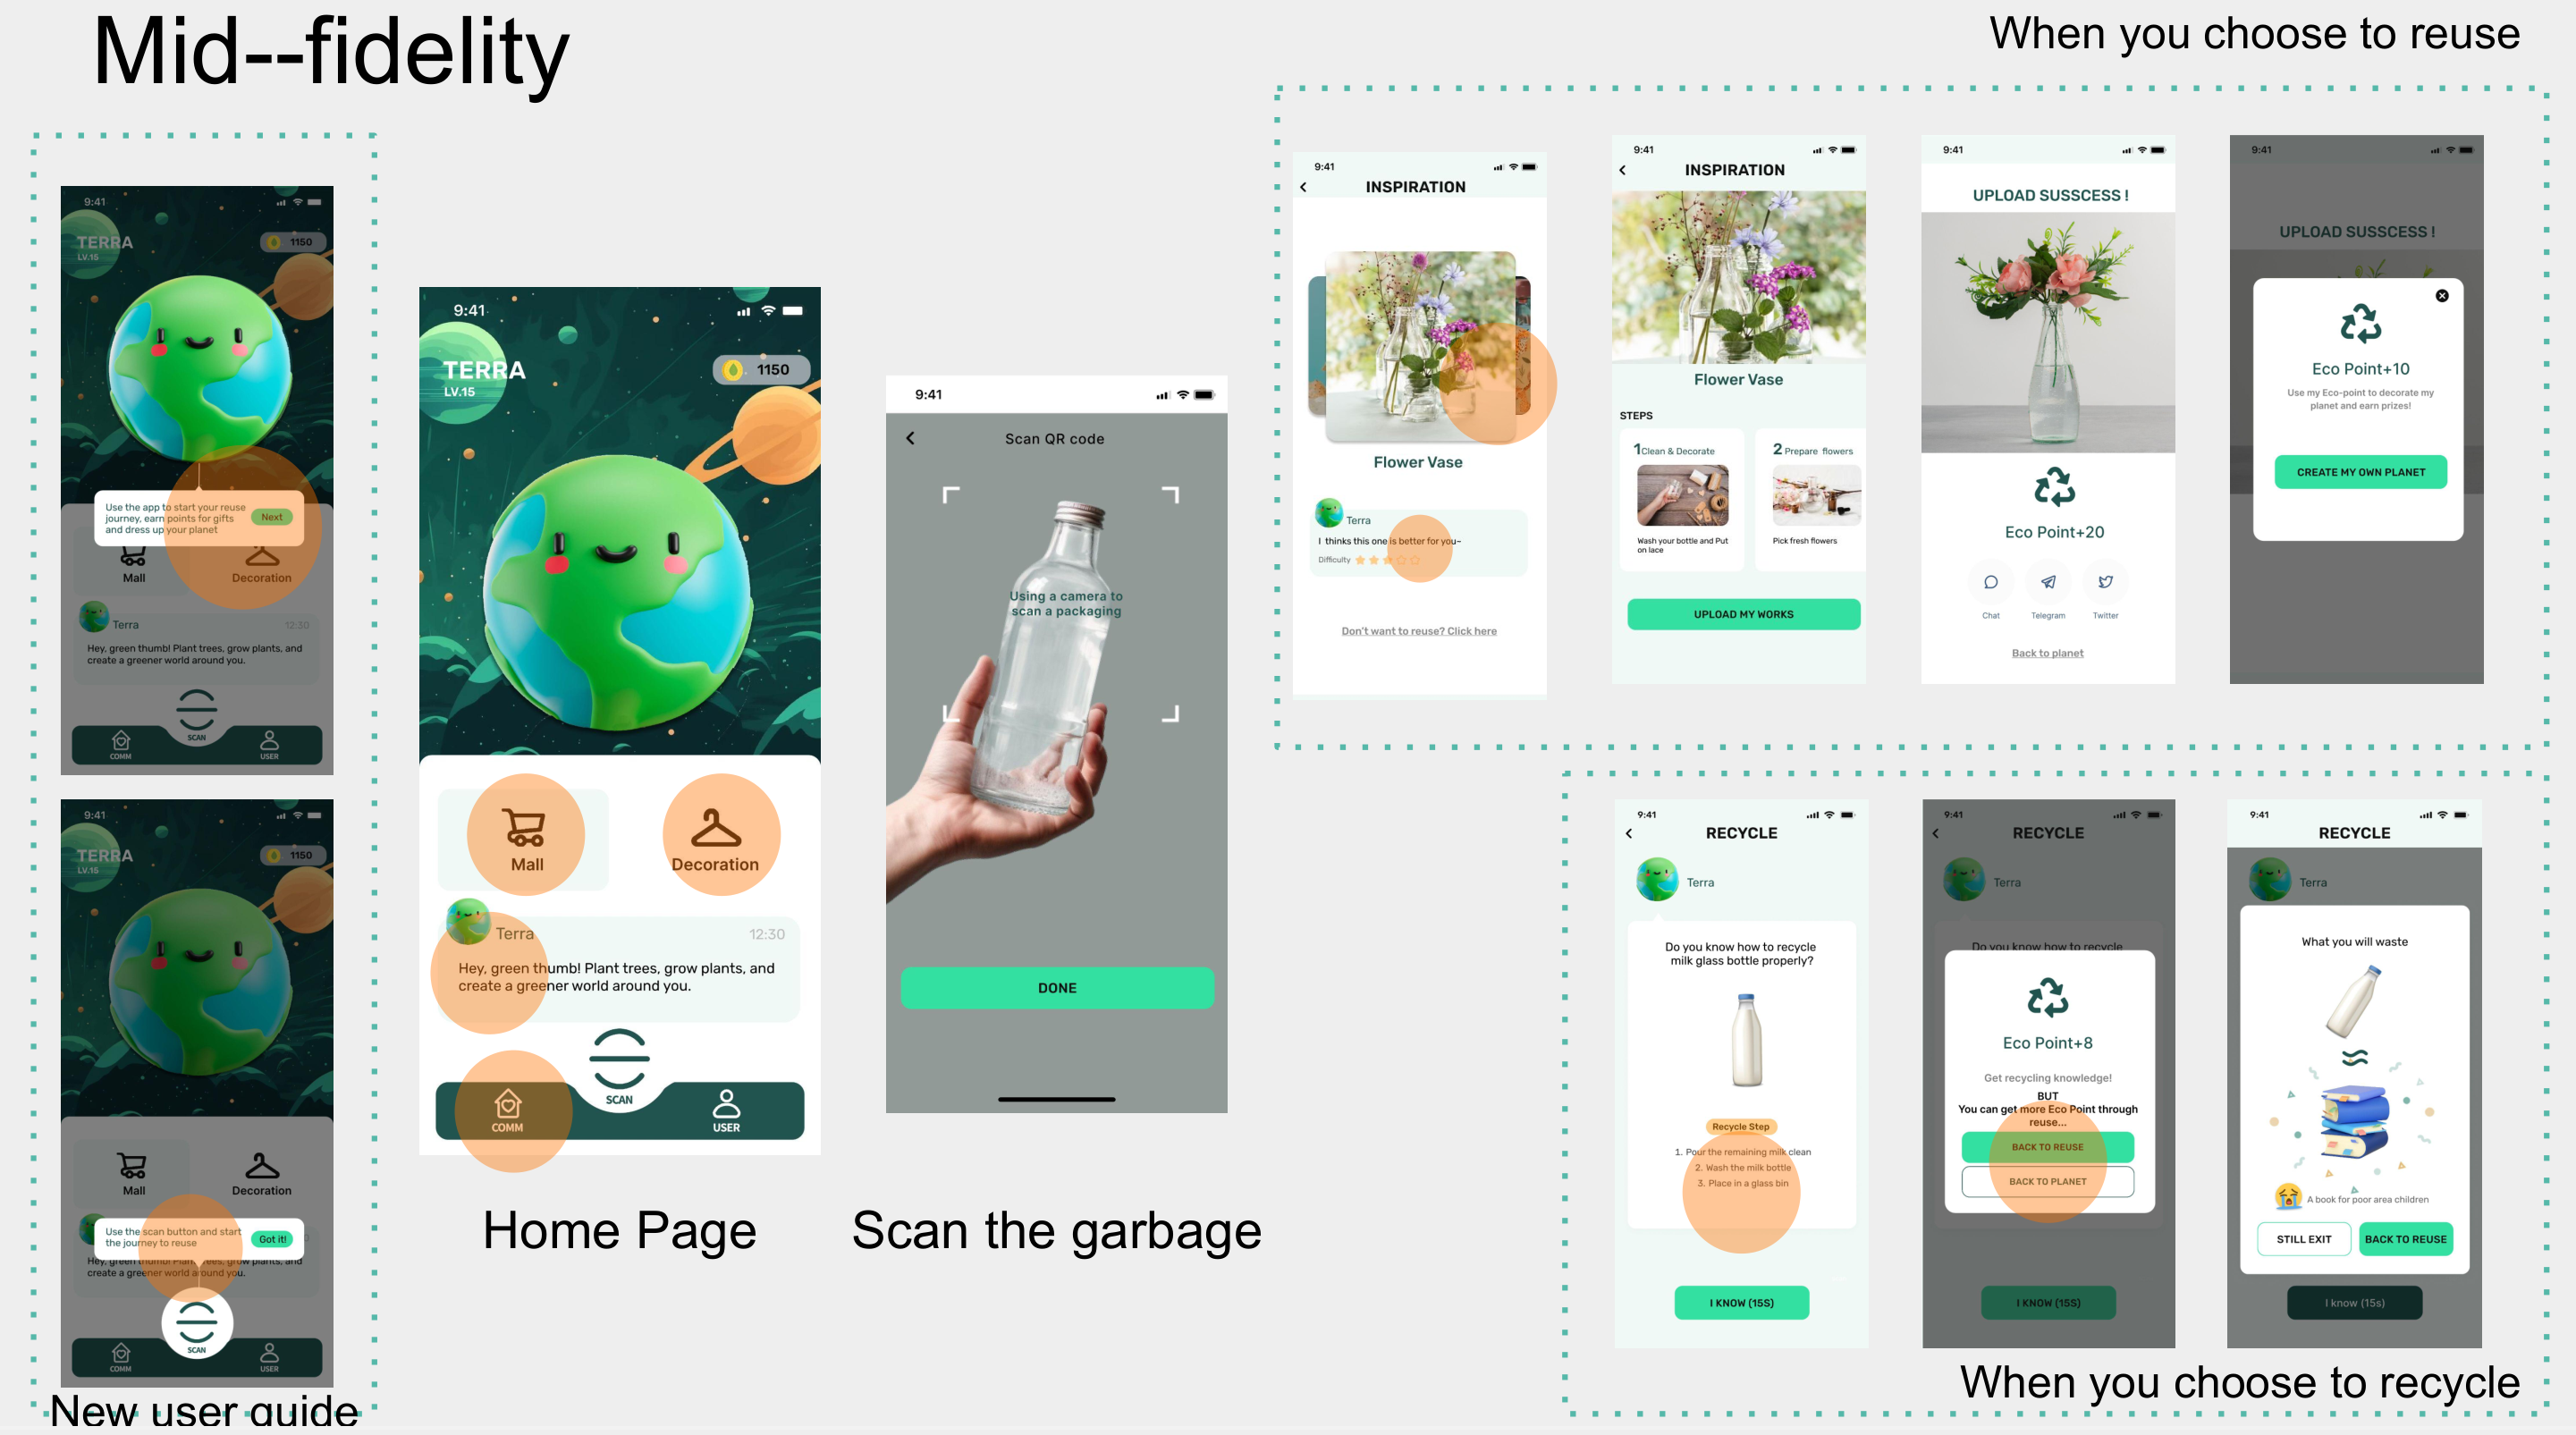 Mid--fidelity
9:41
TERRA
LV.15
1150
Use the app to start your reuse
journey, earn points for gifts
and dress up your planet
Next
Mall
Decoration
Terra
12:30
Hey, green thumb! Plant trees, grow plants, and
create a greener world around you.
SCAN
COMM
USER
9:41
TERRA
LV.15
1150
Mall
Decoration
Use the scan button and start
the journey to reuse
Got it!
Hey, green thumb! Plant trees, grow plants, and
create a greener world around you.
SCAN
COMM
USER
New user guide
9:41
TERRA
LV.15
1150
Mall
Decoration
Terra
12:30
Hey, green thumb! Plant trees, grow plants, and
create a greener world around you.
SCAN
COMM
USER
Home Page
9:41
Scan QR code
Using a camera to
scan a packaging
DONE
Scan the garbage
When you choose to reuse
9:41
INSPIRATION
Flower Vase
Terra
I thinks this one is better for you~
Difficulty
Don't want to reuse? Click here
9:41
INSPIRATION
Flower Vase
STEPS
1 Clean & Decorate
Wash your bottle and Put
on lace
2 Prepare flowers
Pick fresh flowers
UPLOAD MY WORKS
9:41
UPLOAD SUSSCESS !
Eco Point+20
Chat
Telegram
Twitter
Back to planet
9:41
UPLOAD SUSSCESS !
Eco Point+10
Use my Eco-point to decorate my
planet and earn prizes!
CREATE MY OWN PLANET
9:41
RECYCLE
Terra
Do you know how to recycle
milk glass bottle properly?
Recycle Step
1. Pour the remaining milk clean
2. Wash the milk bottle
3. Place in a glass bin
I KNOW (15S)
9:41
RECYCLE
Terra
Do you know how to recycle
Eco Point+8
Get recycling knowledge!
BUT
You can get more Eco Point through
reuse...
BACK TO REUSE
BACK TO PLANET
I KNOW (15S)
9:41
RECYCLE
Terra
What you will waste
A book for poor area children
STILL EXIT
BACK TO REUSE
I know (15s)
When you choose to recycle